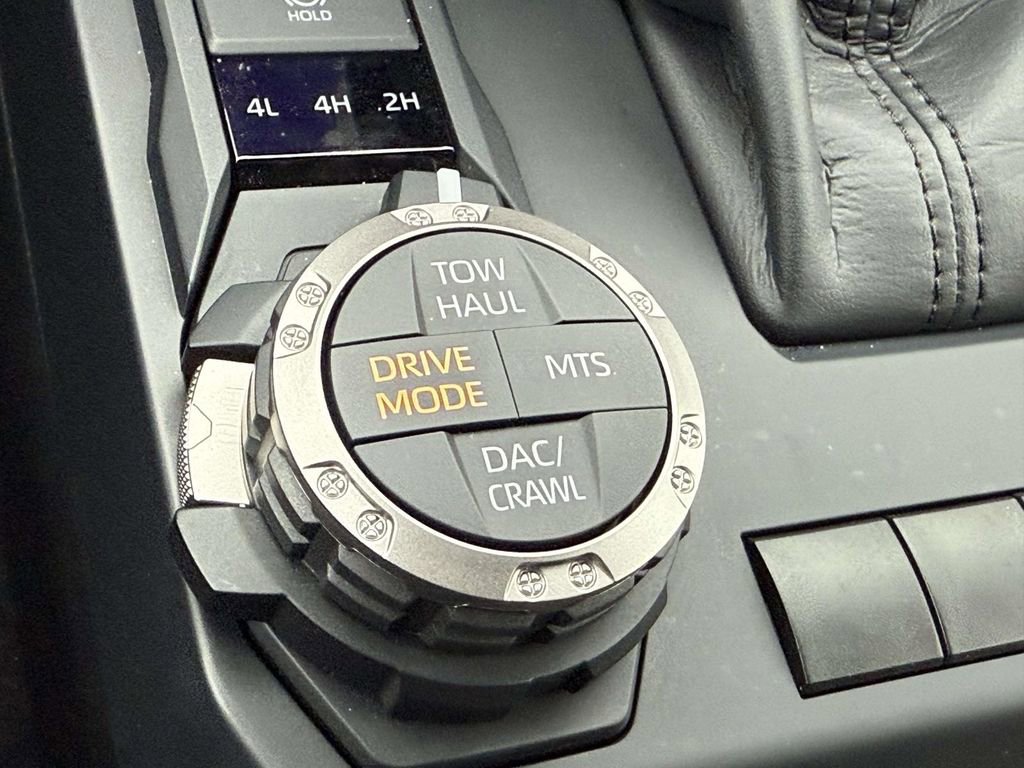 HOLD
4L 4H 2H
TOW
HAUL
DRIVE
MODE
MTS
DAC/
CRAWL